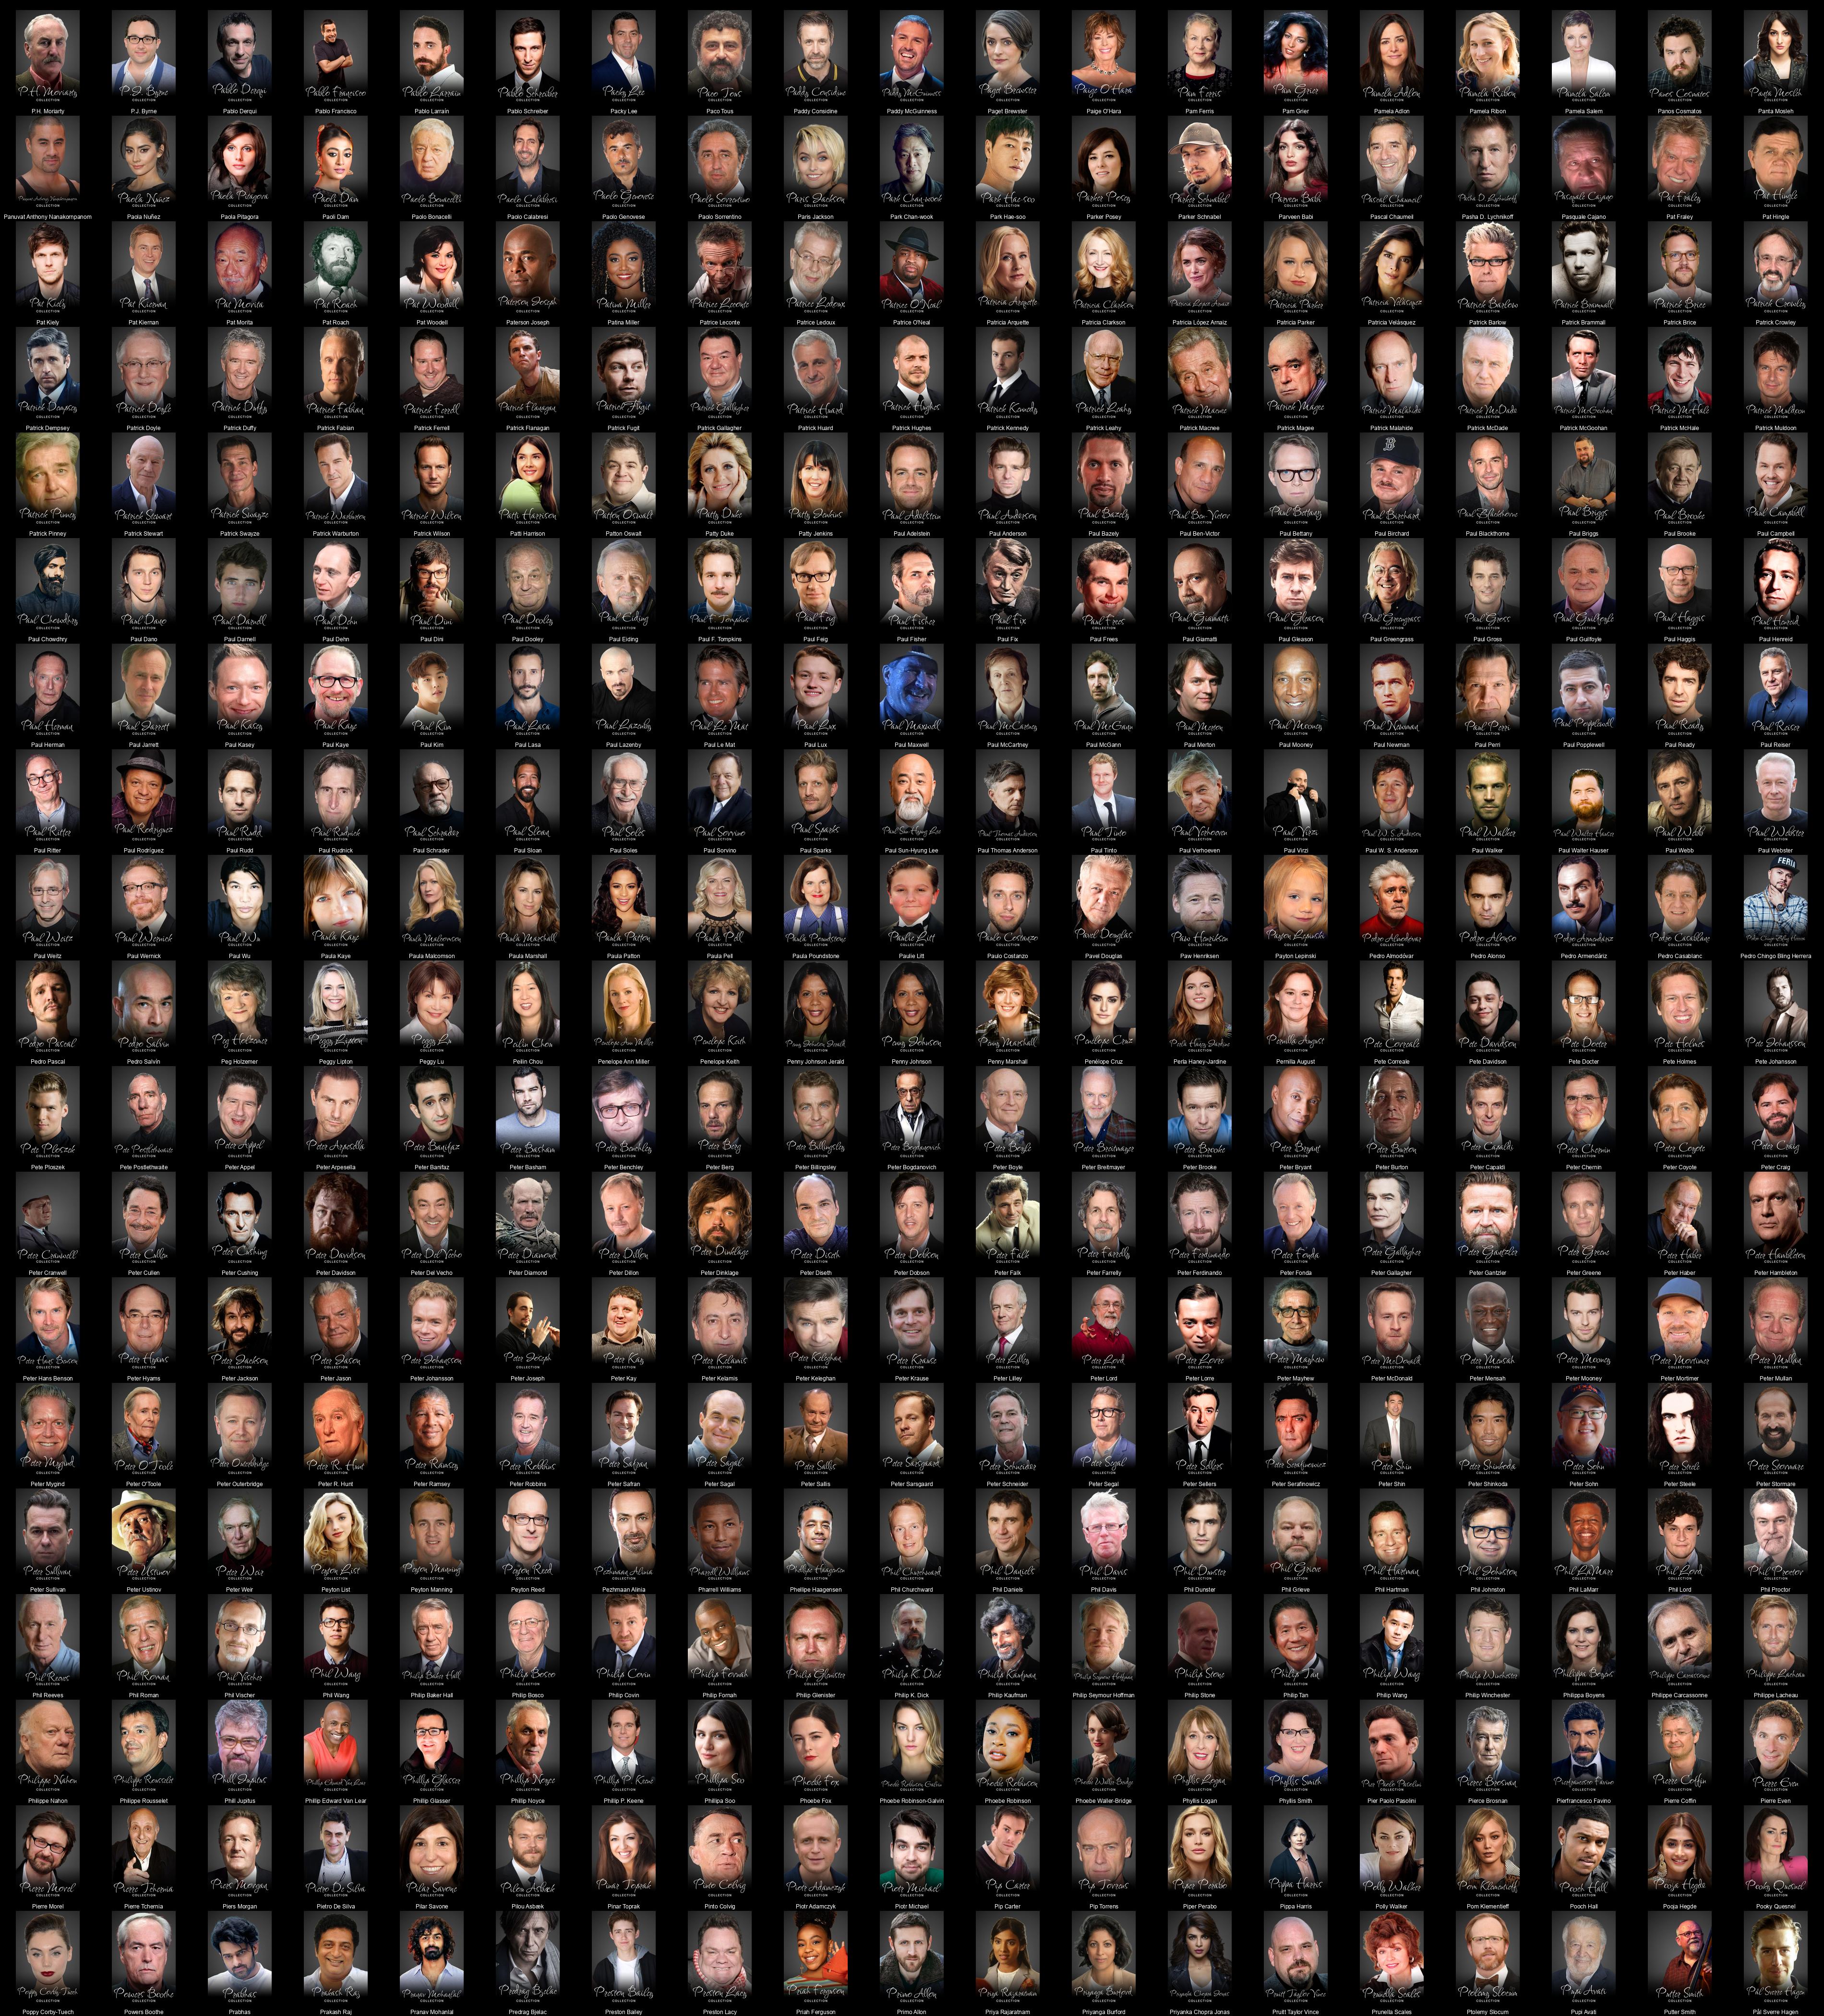 P.H. Moriarty P.J. Byrne Pablo Derqui Pablo Francisco Pablo Larraín Pablo Schreiber Packy Lee Paco Tous Paddy Considine Paddy McGuinness Paget Brewster Paige O'Hara Pam Ferris Pam Grier Pamela Adlon Pamela Ribon Pamela Salem Panos Cosmatos Panta Mosleh
Panuvat Anthony Nanakornpanom Paola Nuñez Paola Pitagora Paoli Dam Paolo Bonacelli Paolo Calabresi Paolo Genovese Paolo Sorrentino Paris Jackson Park Chan-wook Park Hae-soo Parker Posey Parker Schnabel Parveen Babi Pascal Chaumeil Pasha D. Lychnikoff Pasquale Cajano Pat Fraley Pat Hingle
Pat Kiely Pat Kiernan Pat Morita Pat Roach Pat Woodell Paterson Joseph Patina Miller Patrice Leconte Patrice Ledoux Patrice O'Neal Patricia Arquette Patricia Clarkson Patricia López Arnaiz Patricia Parker Patricia Velásquez Patrick Barlow Patrick Brammall Patrick Brice Patrick Crowley
Patrick Dempsey Patrick Doyle Patrick Duffy Patrick Fabian Patrick Ferrell Patrick Flanagan Patrick Fugit Patrick Gallagher Patrick Huard Patrick Hughes Patrick Kennedy Patrick Leahy Patrick Macnee Patrick Magee Patrick Malahide Patrick McDade Patrick McGoohan Patrick McHale Patrick Muldoon
Patrick Pinney Patrick Stewart Patrick Swayze Patrick Warburton Patrick Wilson Patti Harrison Patton Oswalt Patty Duke Patty Jenkins Paul Adelstein Paul Anderson Paul Bazely Paul Ben-Victor Paul Bettany Paul Birchard Paul Blackthorne Paul Briggs Paul Brooke Paul Campbell
Paul Chowdhry Paul Dano Paul Darnell Paul Dehn Paul Dini Paul Dooley Paul Eiding Paul F. Tompkins Paul Feig Paul Fisher Paul Fix Paul Frees Paul Giamatti Paul Gleason Paul Greengrass Paul Gross Paul Guilfoyle Paul Haggis Paul Henreid
Paul Herman Paul Jarrett Paul Kasey Paul Kaye Paul Kim Paul Lasa Paul Lazenby Paul Le Mat Paul Lux Paul Maxwell Paul McCartney Paul McGann Paul Merton Paul Mooney Paul Newman Paul Perri Paul Popplewell Paul Ready Paul Reiser
Paul Ritter Paul Rodríguez Paul Rudd Paul Rudnick Paul Schrader Paul Sloan Paul Soles Paul Sorvino Paul Sparks Paul Sun-Hyung Lee Paul Thomas Anderson Paul Tinto Paul Verhoeven Paul Virzi Paul W. S. Anderson Paul Walker Paul Walter Hauser Paul Webb Paul Webster
Paul Weitz Paul Wernick Paul Wu Paula Kaye Paula Malcomson Paula Marshall Paula Patton Paula Pell Paula Poundstone Paulie Litt Paulo Costanzo Pavel Douglas Paw Henriksen Payton Lepinski Pedro Almodóvar Pedro Alonso Pedro Armendáriz Pedro Casablanc Pedro Chingo Bling Herrera
Pedro Pascal Pedro Salvín Peg Holzemer Peggy Lipton Peggy Lu Peilin Chou Penelope Ann Miller Penelope Keith Penny Johnson Jerald Penny Johnson Penny Marshall Penélope Cruz Perla Haney-Jardine Pernilla August Pete Correale Pete Davidson Pete Docter Pete Holmes Pete Johansson
Pete Ploszek Pete Postlethwaite Peter Appel Peter Arpesella Peter Banifaz Peter Basham Peter Benchley Peter Berg Peter Billingsley Peter Bogdanovich Peter Boyle Peter Breitmayer Peter Brooke Peter Bryant Peter Burton Peter Capaldi Peter Chernin Peter Coyote Peter Craig
Peter Cranwell Peter Cullen Peter Cushing Peter Davidson Peter Del Vecho Peter Diamond Peter Dillon Peter Dinklage Peter Diseth Peter Dobson Peter Falk Peter Farrelly Peter Ferdinando Peter Fonda Peter Gallagher Peter Gantzler Peter Greene Peter Haber Peter Hambleton
Peter Hans Benson Peter Hyams Peter Jackson Peter Jason Peter Johansson Peter Joseph Peter Kay Peter Kelamis Peter Keleghan Peter Krause Peter Lilley Peter Lord Peter Lorre Peter Mayhew Peter McDonald Peter Mensah Peter Mooney Peter Mortimer Peter Mullan
Peter Mygind Peter O'Toole Peter Outerbridge Peter R. Hunt Peter Ramsey Peter Robbins Peter Safran Peter Sagal Peter Sallis Peter Sarsgaard Peter Schneider Peter Segal Peter Sellers Peter Serafinowicz Peter Shin Peter Shinkoda Peter Sohn Peter Steele Peter Stormare
Peter Sullivan Peter Ustinov Peter Weir Peyton List Peyton Manning Peyton Reed Pezhmaan Alinia Pharrell Williams Phellipe Haagensen Phil Churchward Phil Daniels Phil Davis Phil Dunster Phil Grieve Phil Hartman Phil Johnston Phil LaMarr Phil Lord Phil Proctor
Phil Reeves Phil Roman Phil Vischer Phil Wang Philip Baker Hall Philip Bosco Philip Covin Philip Fornah Philip Glenister Philip K. Dick Philip Kaufman Philip Seymour Hoffman Philip Stone Philip Tan Philip Wang Philip Winchester Philippa Boyens Philippe Carcassonne Philippe Lacheau
Philippe Nahon Philippe Rousselet Phill Jupitus Phillip Edward Van Lear Phillip Glasser Phillip Noyce Phillip P. Keene Phillipa Soo Phoebe Fox Phoebe Robinson-Galvin Phoebe Robinson Phoebe Waller-Bridge Phyllis Logan Phyllis Smith Pier Paolo Pasolini Pierce Brosnan Pierfrancesco Favino Pierre Coffin Pierre Even
Pierre Morel Pierre Tchernia Piers Morgan Pietro De Silva Pilar Savone Pilou Asbæk Pinar Toprak Pinto Colvig Piotr Adamczyk Piotr Michael Pip Carter Pip Torrens Piper Perabo Pippa Harris Polly Walker Pom Klementieff Pooch Hall Pooja Hegde Pooky Quesnel
Poppy Corby-Tuech Powers Boothe Prabhas Prakash Raj Pranav Mohanlal Predrag Bjelac Preston Bailey Preston Lacy Priah Ferguson Primo Allon Priya Rajaratnam Priyanga Burford Priyanka Chopra Jonas Pruitt Taylor Vince Prunella Scales Ptolemy Slocum Pupi Avati Putter Smith Pål Sverre Hagen